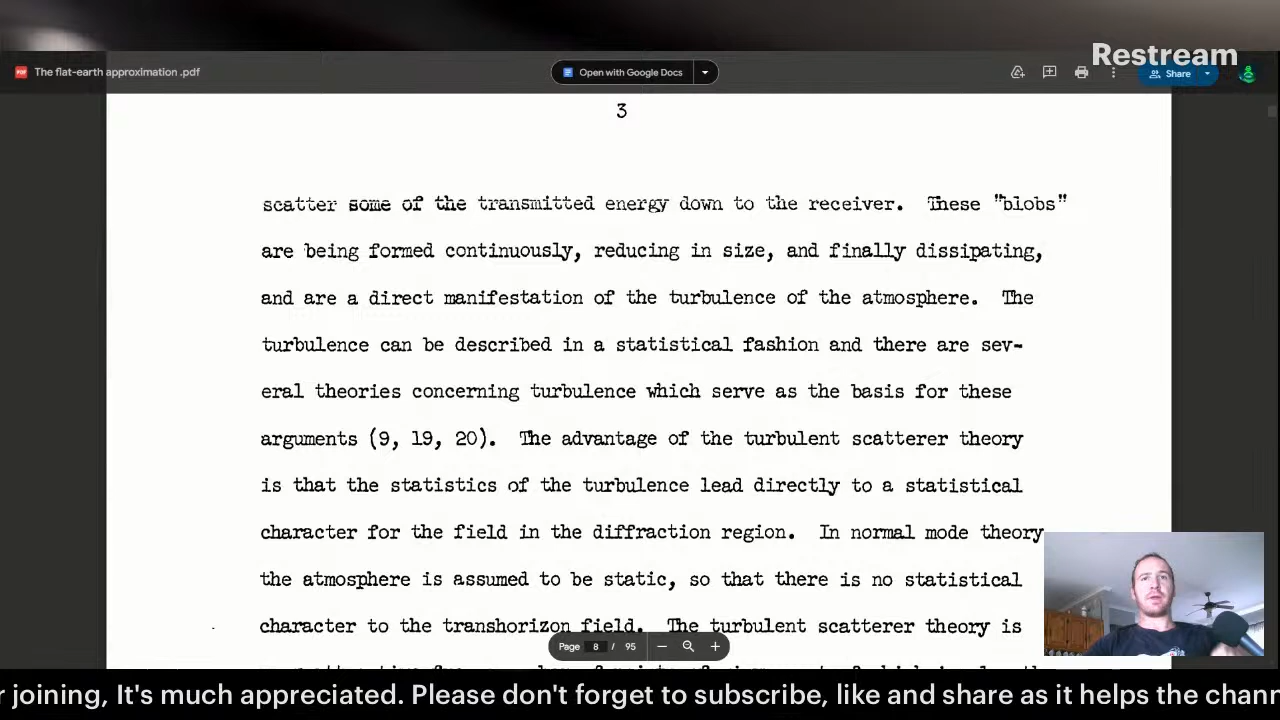 Restream
The flat-earth approximation .pdf
Open with Google Docs
Share
3
scatter some of the transmitted energy down to the receiver. These "blobs"
are being formed continuously, reducing in size, and finally dissipating,
and are a direct manifestation of the turbulence of the atmosphere. The
turbulence can be described in a statistical fashion and there are sev-
eral theories concerning turbulence which serve as the basis for these
arguments (9, 19, 20). The advantage of the turbulent scatterer theory
is that the statistics of the turbulence lead directly to a statistical
character for the field in the diffraction region. In normal mode theory
the atmosphere is assumed to be static, so that there is no statistical
character to the transhorizon field. The turbulent scatterer theory is
Page 8 / 95
r joining, It's much appreciated. Please don't forget to subscribe, like and share as it helps the chann